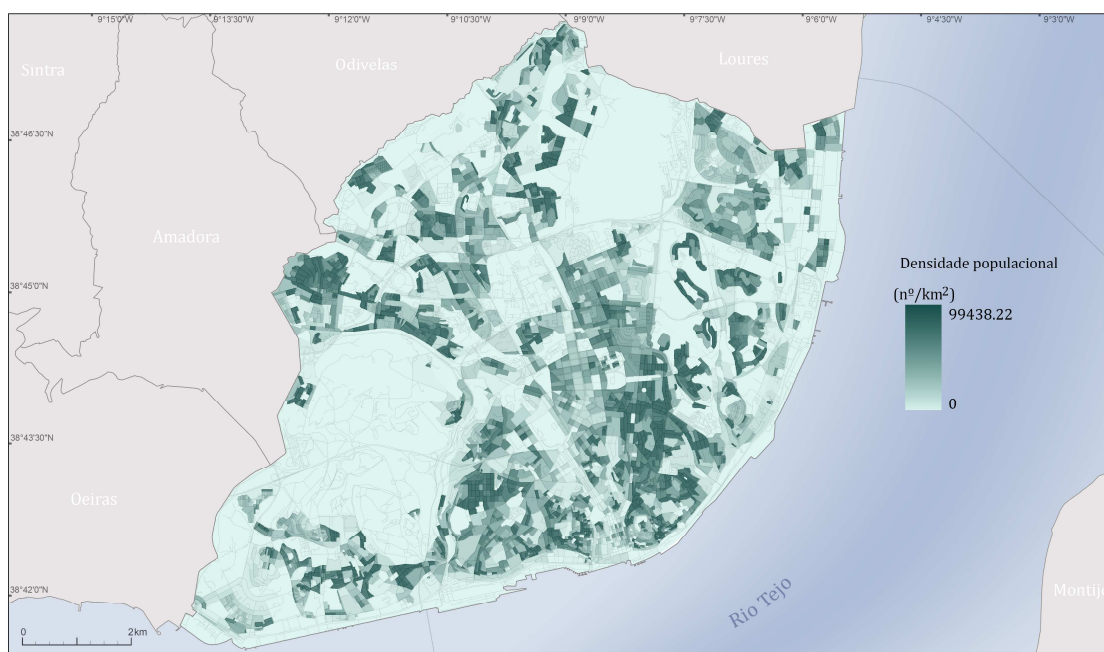 9°15'0"W 9°13'30"W 9°12'0"W 9°10'30"W 9°9'0"W 9°7'30"W 9°6'0"W 9°4'30"W 9°3'0"W
Sintra
Odivelas
Loures
38°46'30"N
Amadora
Densidade populacional
(nº/km²)
99438.22
0
38°45'0"N
38°43'30"N
Oeiras
38°42'0"N
Rio Tejo
Montijo
0 2km